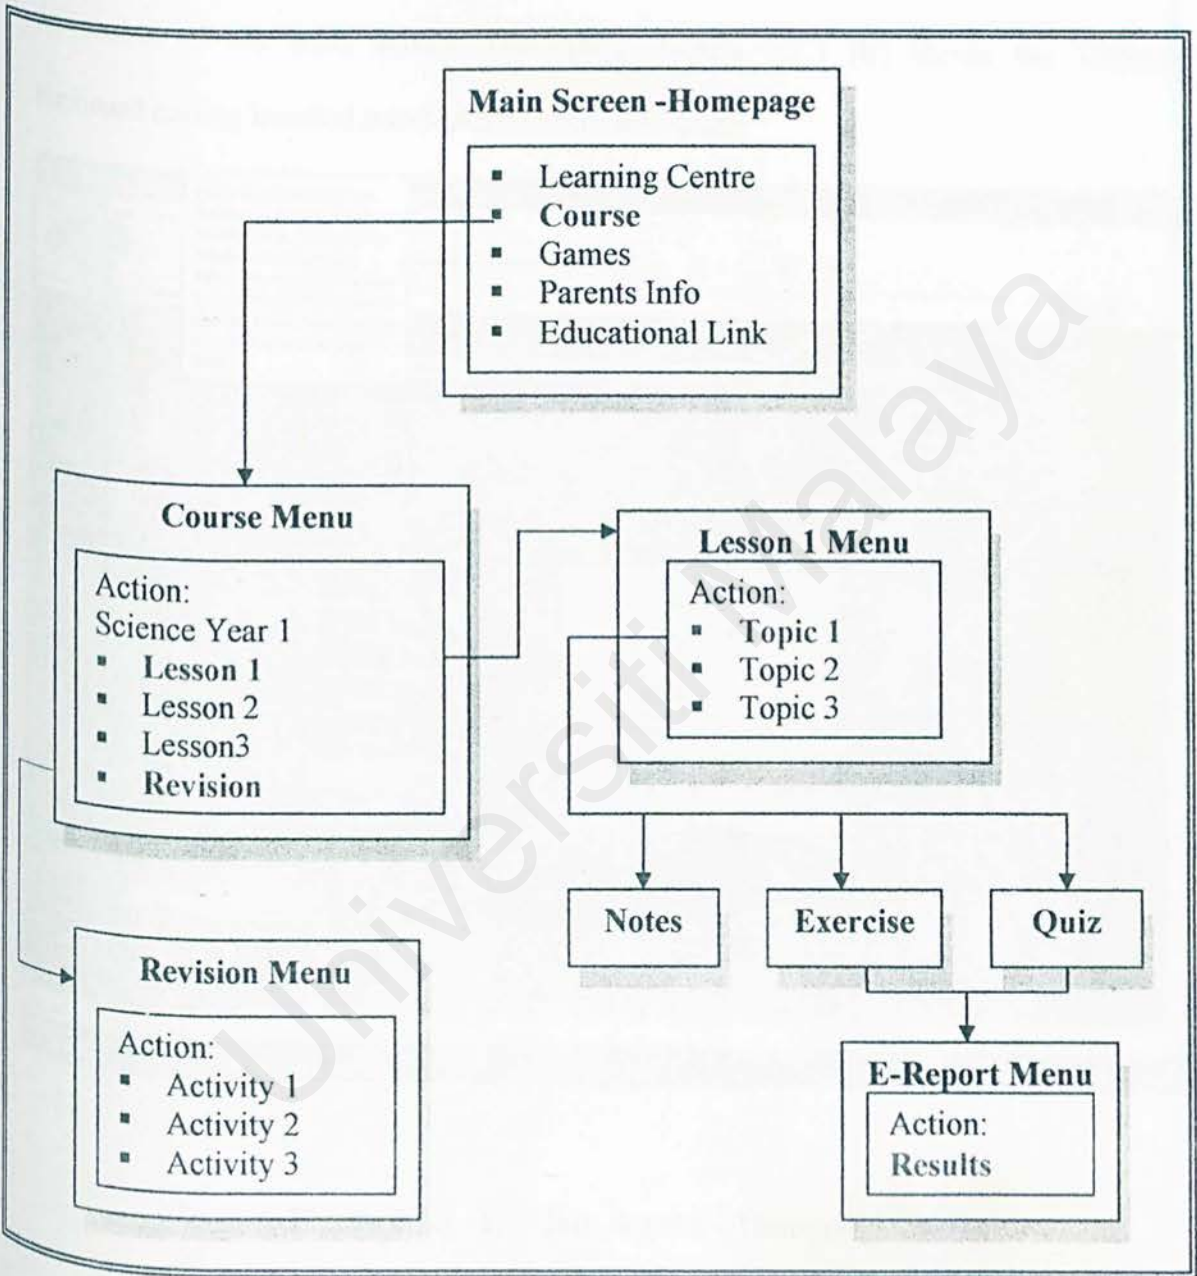 Main Screen -Homepage
▪ Learning Centre
▪ Course
▪ Games
▪ Parents Info
▪ Educational Link
Course Menu
Action:
Science Year 1
▪ Lesson 1
▪ Lesson 2
▪ Lesson3
▪ Revision
Lesson 1 Menu
Action:
▪ Topic 1
▪ Topic 2
▪ Topic 3
Notes
Exercise
Quiz
Revision Menu
Action:
▪ Activity 1
▪ Activity 2
▪ Activity 3
E-Report Menu
Action:
Results
Universiti Malaya